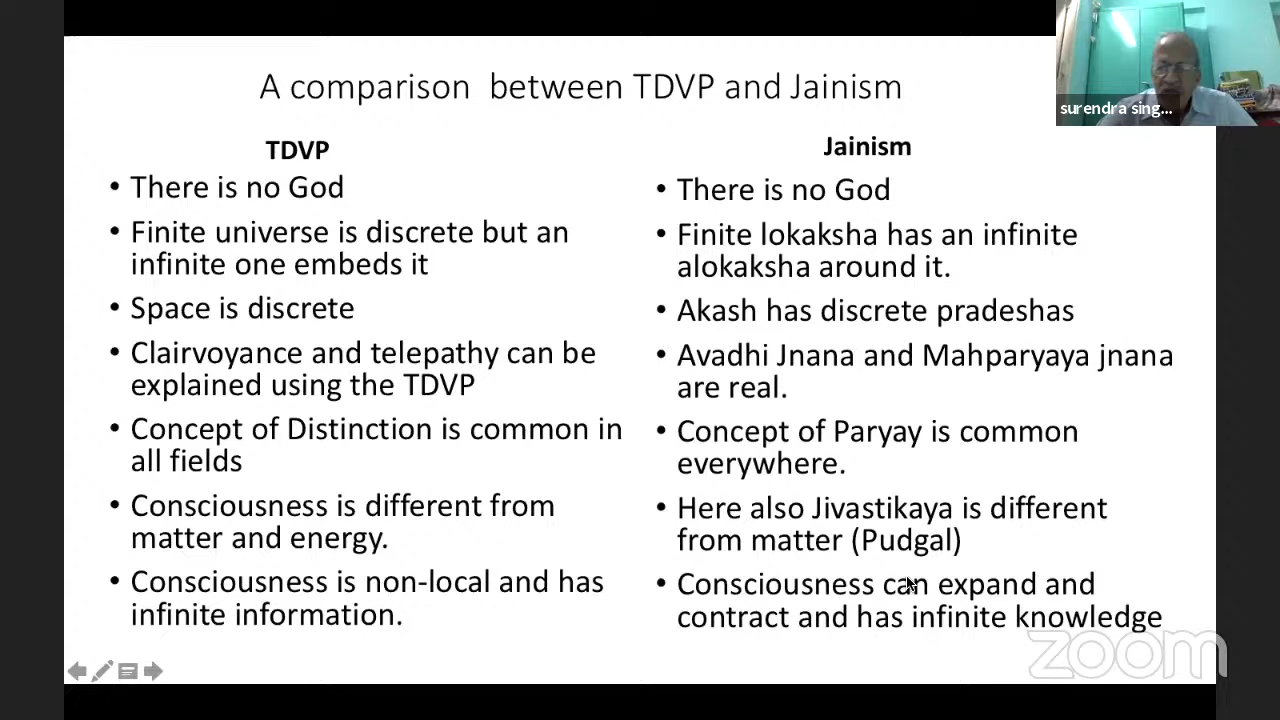 A comparison between TDVP and Jainism
surendra sing...
TDVP
• There is no God
• Finite universe is discrete but an
infinite one embeds it
• Space is discrete
• Clairvoyance and telepathy can be
explained using the TDVP
• Concept of Distinction is common in
all fields
• Consciousness is different from
matter and energy.
• Consciousness is non-local and has
infinite information.
Jainism
• There is no God
• Finite lokaksha has an infinite
alokaksha around it.
• Akash has discrete pradeshas
• Avadhi Jnana and Mahparyaya jnana
are real.
• Concept of Paryay is common
everywhere.
• Here also Jivastikaya is different
from matter (Pudgal)
• Consciousness can expand and
contract and has infinite knowledge
zoom